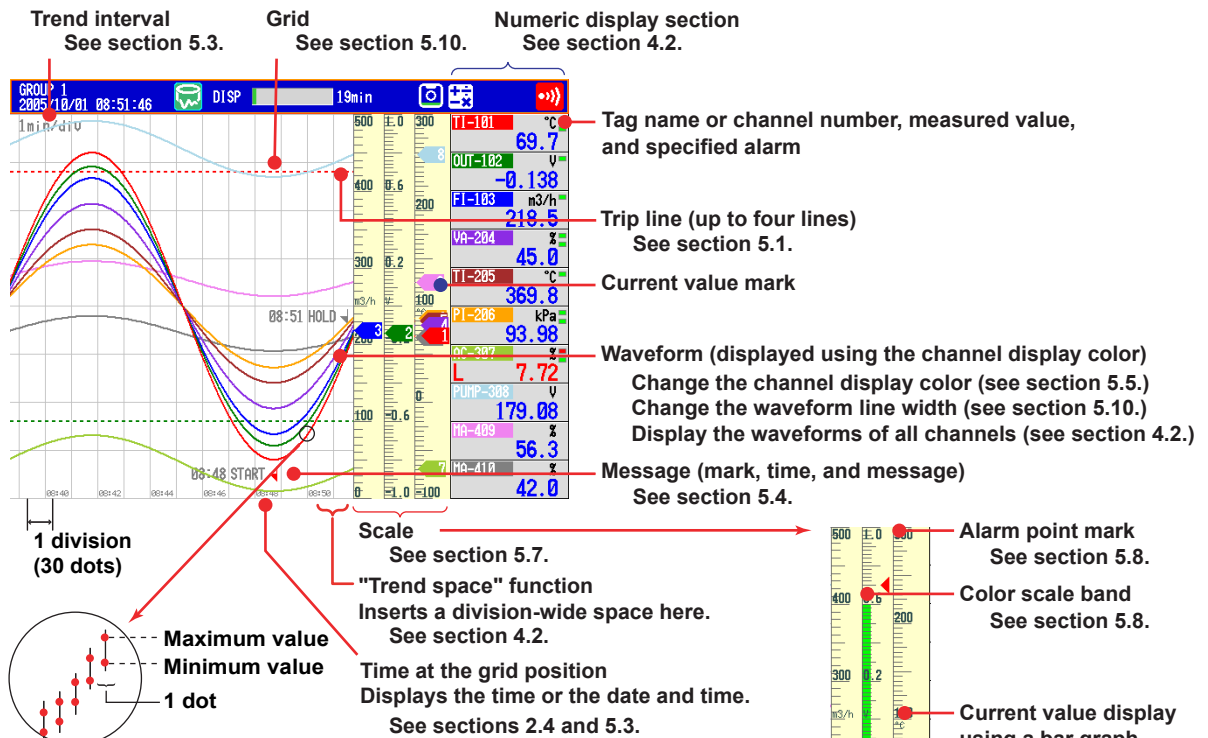 Trend interval
See section 5.3.
Grid
See section 5.10.
Numeric display section
See section 4.2.
GROUP 1
2005/10/01 08:51:46
DISP
19min
1min/div
500 1.0 300
400 0.6
200
300 0.2
m3/h V °C
100
200
0
100 -0.6
0 -1.0 -100
8
3 2 1
7
08:51 HOLD
08:48 START
08:40 08:42 08:44 08:46 08:48 08:50
TI-101 °C
69.7
OUT-102 V
-0.138
FI-103 m3/h
218.5
VA-204 %
45.0
TI-205 °C
369.8
PI-206 kPa
93.98
%
L 7.72
PUMP-308 V
179.08
MA-409 %
56.3
MA-410 %
42.0
Tag name or channel number, measured value,
and specified alarm
Trip line (up to four lines)
See section 5.1.
Current value mark
Waveform (displayed using the channel display color)
Change the channel display color (see section 5.5.)
Change the waveform line width (see section 5.10.)
Display the waveforms of all channels (see section 4.2.)
Message (mark, time, and message)
See section 5.4.
1 division
(30 dots)
Scale
See section 5.7.
"Trend space" function
Inserts a division-wide space here.
See section 4.2.
Time at the grid position
Displays the time or the date and time.
See sections 2.4 and 5.3.
Maximum value
Minimum value
1 dot
500 1.0
400 0.6
200
300 0.2
m3/h °C
Alarm point mark
See section 5.8.
Color scale band
See section 5.8.
Current value display
using a bar graph